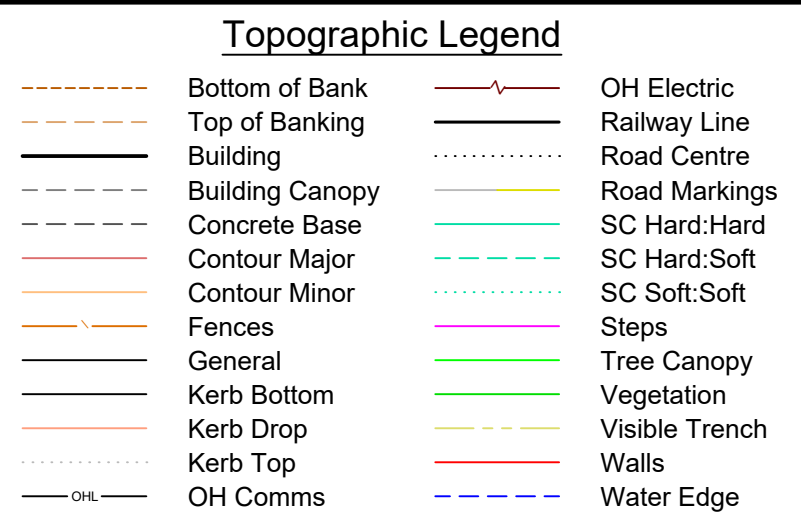 Topographic Legend
Bottom of Bank
Top of Banking
Building
Building Canopy
Concrete Base
Contour Major
Contour Minor
Fences
General
Kerb Bottom
Kerb Drop
Kerb Top
OHL OH Comms
OH Electric
Railway Line
Road Centre
Road Markings
SC Hard:Hard
SC Hard:Soft
SC Soft:Soft
Steps
Tree Canopy
Vegetation
Visible Trench
Walls
Water Edge